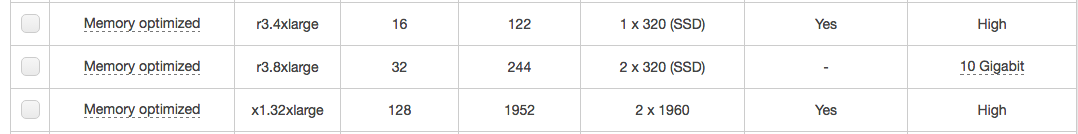 Memory optimized r3.4xlarge 16 122 1 x 320 (SSD) Yes High
Memory optimized r3.8xlarge 32 244 2 x 320 (SSD) - 10 Gigabit
Memory optimized x1.32xlarge 128 1952 2 x 1960 Yes High